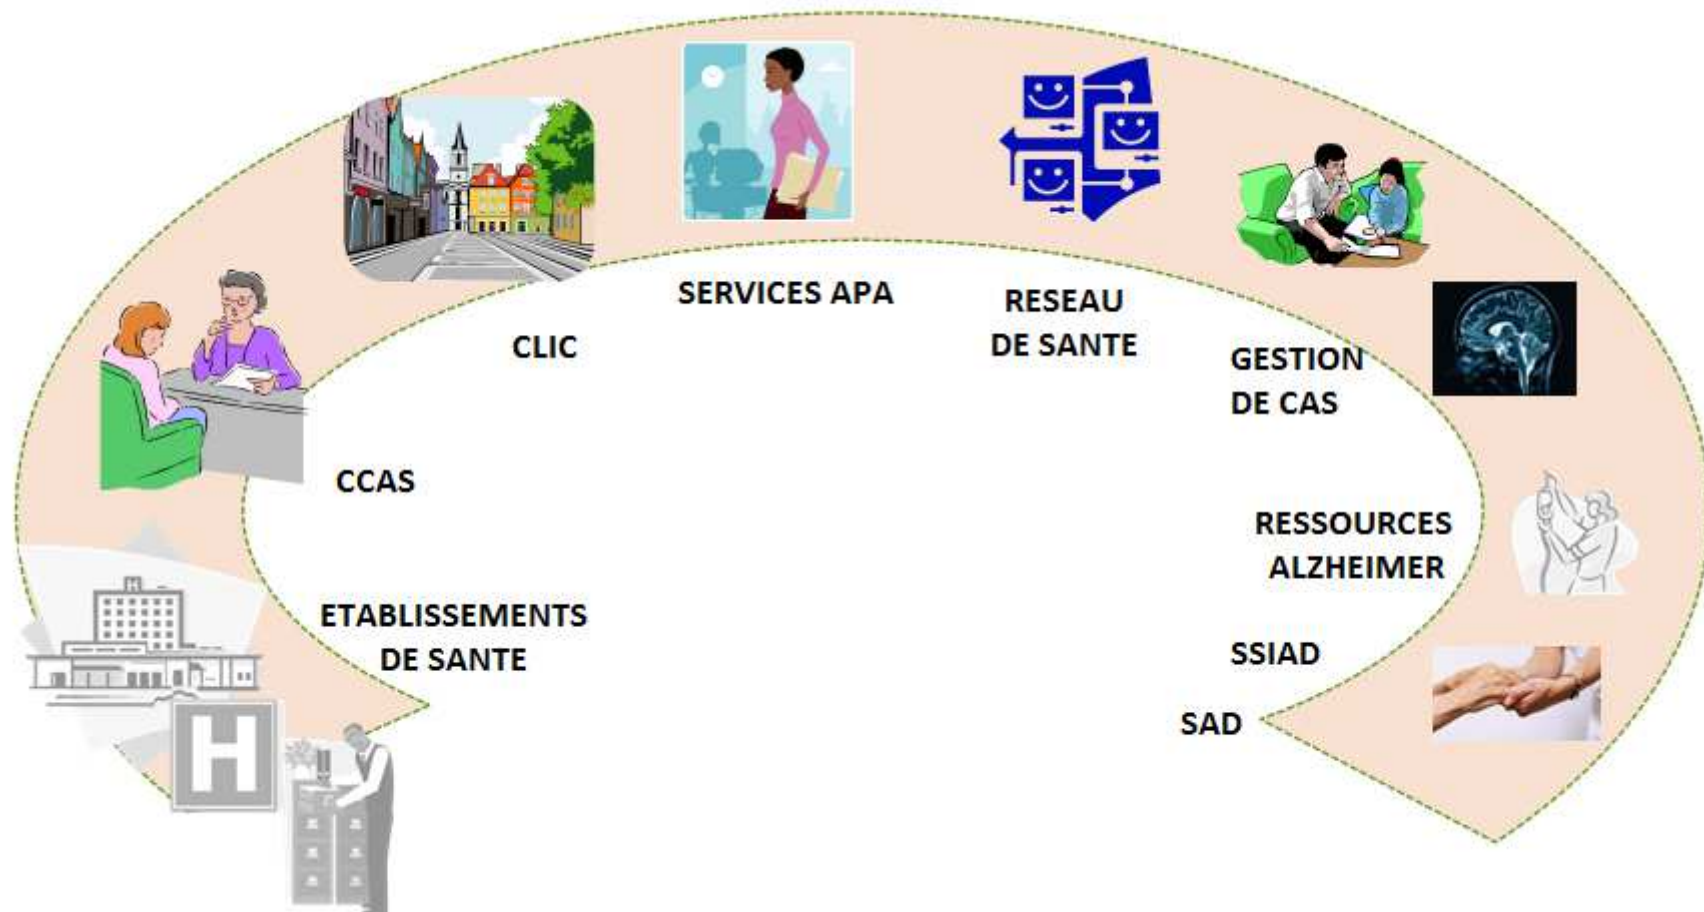 SERVICES APA
RESEAU
DE SANTE
CLIC
GESTION
DE CAS
CCAS
RESSOURCES
ALZHEIMER
ETABLISSEMENTS
DE SANTE
SSIAD
SAD
H
H